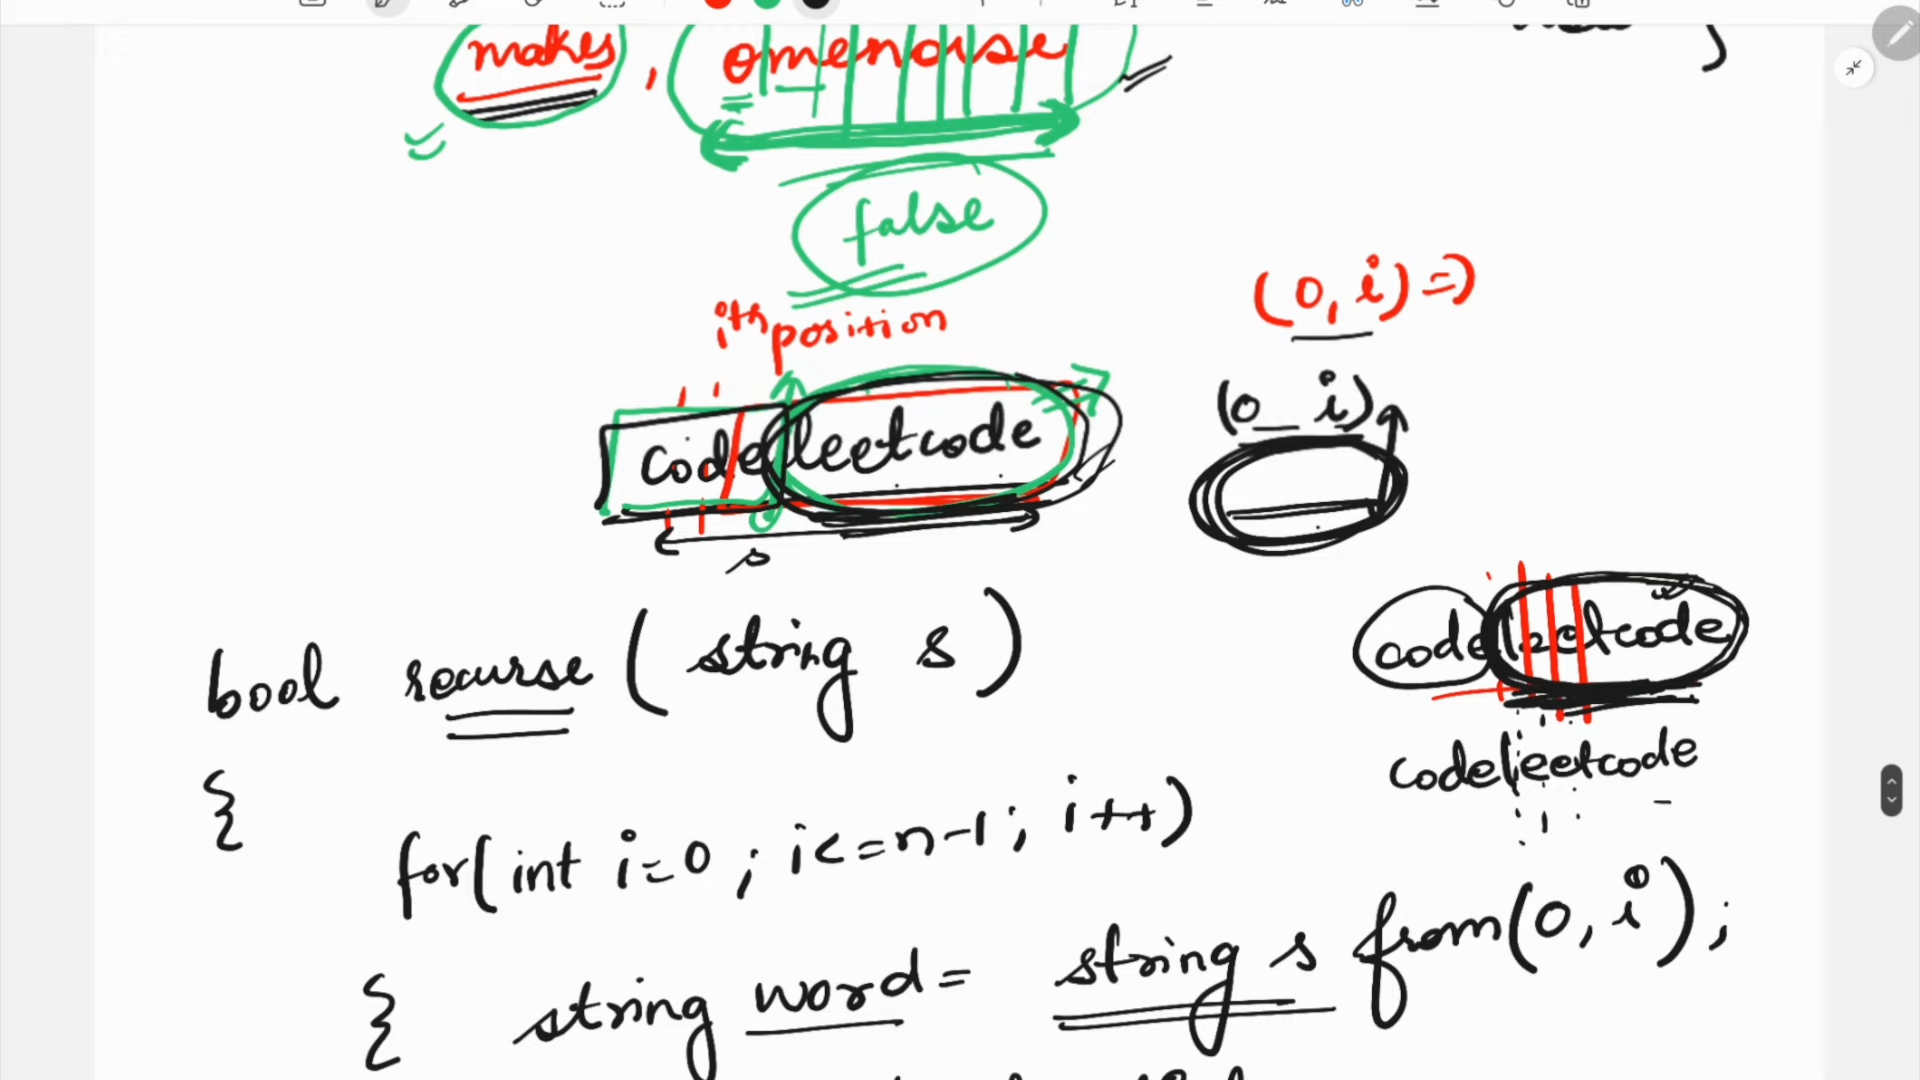 makes , omenoise
false
ith position
(0, i) =>
(0 _ i)
codeleetcode
s
codeleetcode
bool recurse ( string s )
codeleetcode
{
for( int i=0 ; i<=n-1 ; i++ )
{ string word = string s from(0, i) ;